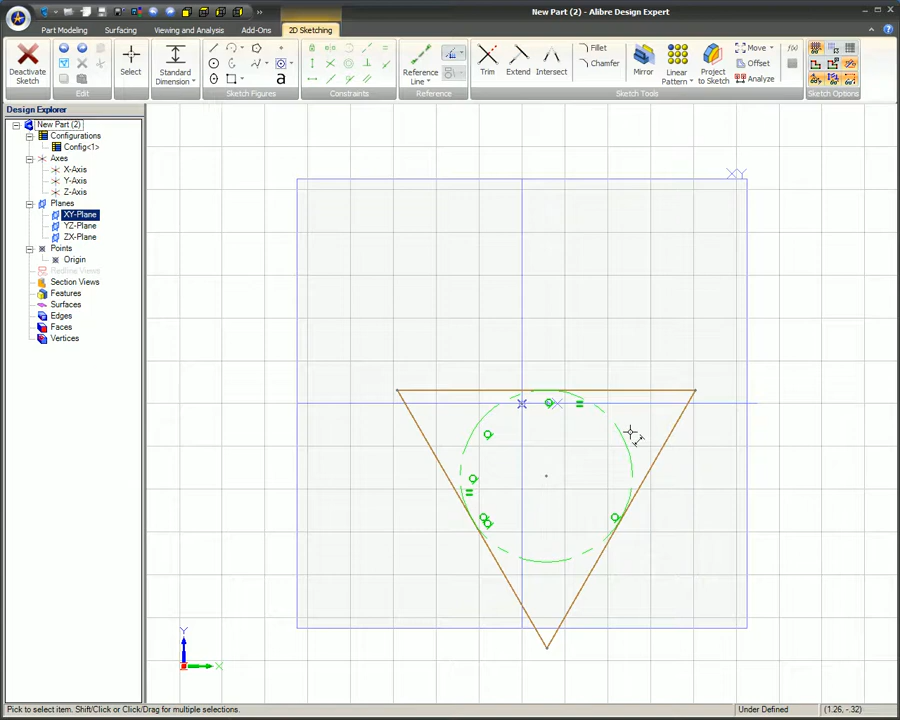 New Part (2) - Alibre Design Expert
Part Modeling
Surfacing
Viewing and Analysis
Add-Ons
2D Sketching
Deactivate
Sketch
Edit
Select
Standard
Dimension
Sketch Figures
a
Constraints
Reference
Line
Reference
Trim
Extend
Intersect
Fillet
Chamfer
Mirror
Linear
Pattern
Project
to Sketch
Move
Offset
Analyze
f(x)
Sketch Tools
Sketch Options
Design Explorer
New Part (2)
Configurations
Config<1>
Axes
X-Axis
Y-Axis
Z-Axis
Planes
XY-Plane
YZ-Plane
ZX-Plane
Points
Origin
Redline Views
Section Views
Features
Surfaces
Edges
Faces
Vertices
XY
Y
X
Pick to select item. Shift/Click or Click/Drag for multiple selections.
Under Defined
(1.26, -.32)